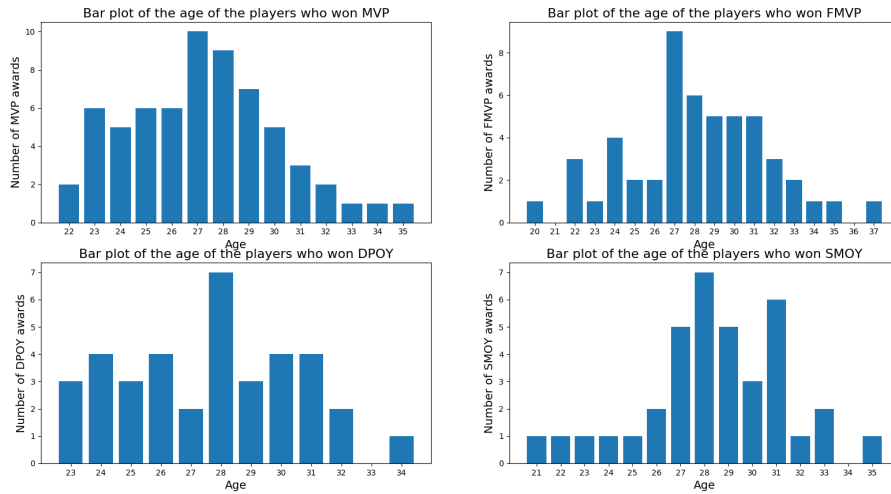 Bar plot of the age of the players who won MVP
Number of MVP awards
10
8
6
4
2
0
22 23 24 25 26 27 28 29 30 31 32 33 34 35
Age
Bar plot of the age of the players who won FMVP
Number of FMVP awards
8
6
4
2
0
20 21 22 23 24 25 26 27 28 29 30 31 32 33 34 35 36 37
Age
Bar plot of the age of the players who won DPOY
Number of DPOY awards
7
6
5
4
3
2
1
0
23 24 25 26 27 28 29 30 31 32 33 34
Age
Bar plot of the age of the players who won SMOY
Number of SMOY awards
7
6
5
4
3
2
1
0
21 22 23 24 25 26 27 28 29 30 31 32 33 34 35
Age